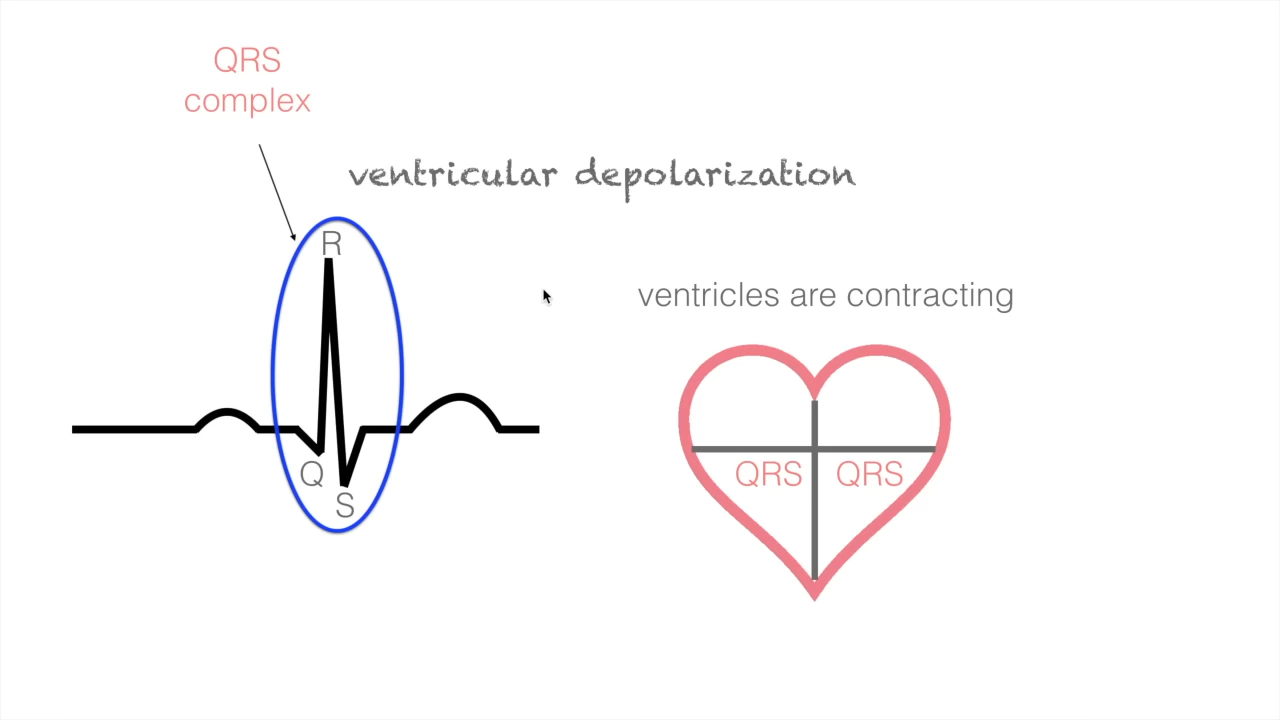 QRS
complex
ventricular depolarization
R
ventricles are contracting
Q
S
QRS QRS